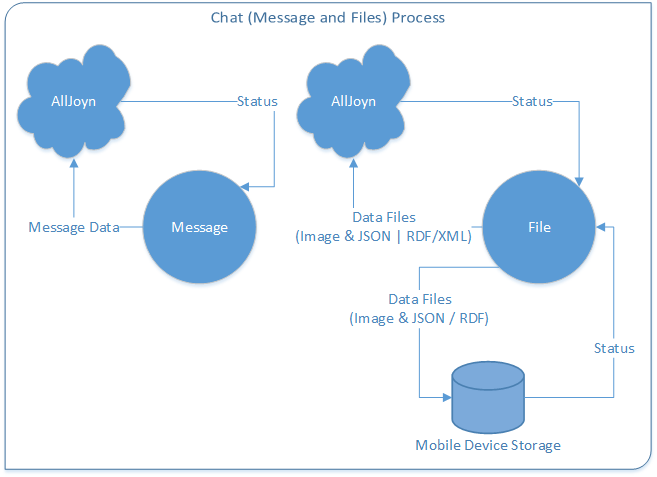 Chat (Message and Files) Process
AllJoyn
Status
Message Data
Message
AllJoyn
Status
Data Files
(Image & JSON | RDF/XML)
File
Data Files
(Image & JSON / RDF)
Status
Mobile Device Storage